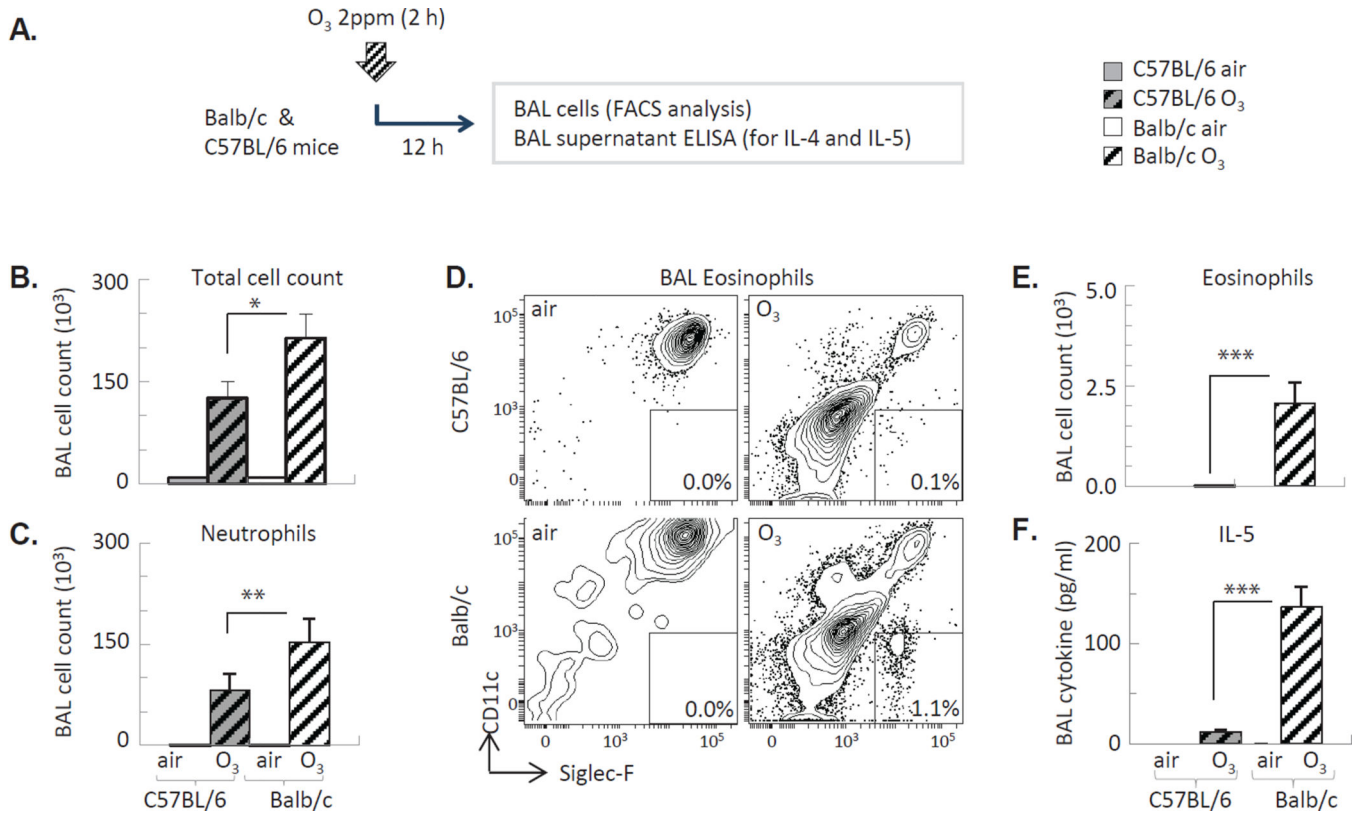 A.
O3 2ppm (2 h)
Balb/c &
C57BL/6 mice
12 h
BAL cells (FACS analysis)
BAL supernatant ELISA (for IL-4 and IL-5)
C57BL/6 air
C57BL/6 O3
Balb/c air
Balb/c O3
B.
Total cell count
BAL cell count (10³)
300
150
0
*
C.
Neutrophils
BAL cell count (10³)
300
150
0
**
air O3 air O3
C57BL/6 Balb/c
D.
BAL Eosinophils
C57BL/6
air
10⁵
10³
0
0.0%
O3
0.1%
Balb/c
air
10⁵
10³
0
0.0%
O3
1.1%
0 10³ 10⁵
0 10³ 10⁵
CD11c
Siglec-F
E.
Eosinophils
BAL cell count (10³)
5.0
2.5
0.0
***
F.
IL-5
BAL cytokine (pg/ml)
200
100
0
***
air O3 air O3
C57BL/6 Balb/c